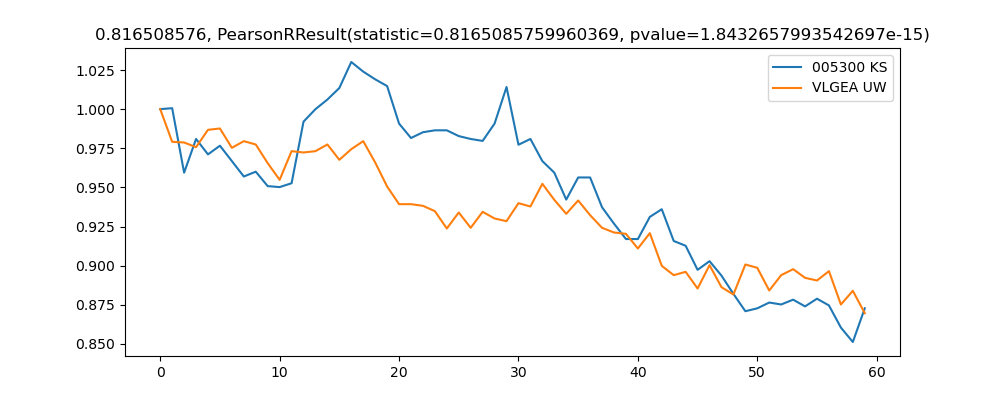 0.816508576, PearsonRResult(statistic=0.8165085759960369, pvalue=1.8432657993542697e-15)
005300 KS
VLGEA UW
1.025
1.000
0.975
0.950
0.925
0.900
0.875
0.850
0 10 20 30 40 50 60